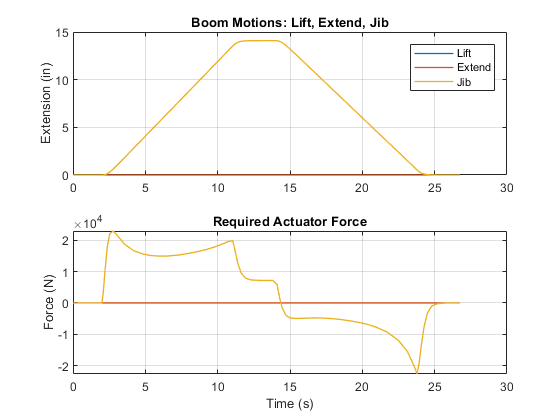 Boom Motions: Lift, Extend, Jib
Extension (in)
15
10
5
0
Lift
Extend
Jib
0 5 10 15 20 25 30
Required Actuator Force
×10⁴
Force (N)
2
1
0
-1
-2
0 5 10 15 20 25 30
Time (s)